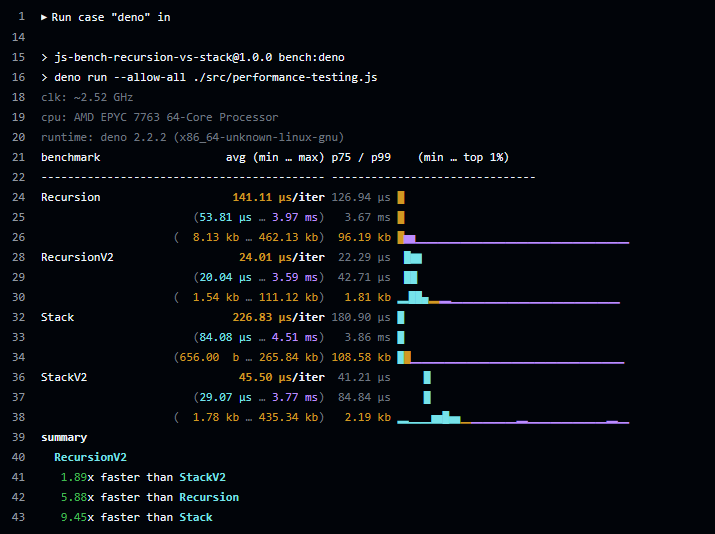 1 ▸ Run case "deno" in
14
15 > js-bench-recursion-vs-stack@1.0.0 bench:deno
16 > deno run --allow-all ./src/performance-testing.js
18 clk: ~2.52 GHz
19 cpu: AMD EPYC 7763 64-Core Processor
20 runtime: deno 2.2.2 (x86_64-unknown-linux-gnu)
21 benchmark avg (min … max) p75 / p99 (min … top 1%)
22 ------------------------------------------- -------------------------------
24 Recursion 141.11 µs/iter 126.94 µs
25 (53.81 µs … 3.97 ms) 3.67 ms
26 ( 8.13 kb … 462.13 kb) 96.19 kb
28 RecursionV2 24.01 µs/iter 22.29 µs
29 (20.04 µs … 3.59 ms) 42.71 µs
30 ( 1.54 kb … 111.12 kb) 1.81 kb
32 Stack 226.83 µs/iter 180.90 µs
33 (84.08 µs … 4.51 ms) 3.86 ms
34 (656.00 b … 265.84 kb) 108.58 kb
36 StackV2 45.50 µs/iter 41.21 µs
37 (29.07 µs … 3.77 ms) 84.84 µs
38 ( 1.78 kb … 435.34 kb) 2.19 kb
39 summary
40 RecursionV2
41 1.89x faster than StackV2
42 5.88x faster than Recursion
43 9.45x faster than Stack